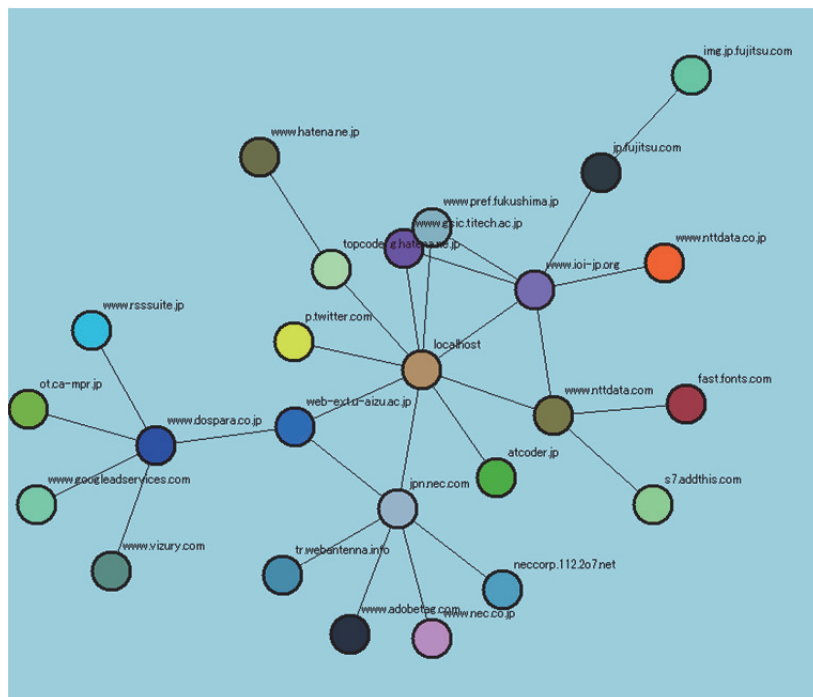 img.jp.fujitsu.com
www.hatena.ne.jp
jp.fujitsu.com
www.pref.fukushima.jp
www.gsic.titech.ac.jp
topcoder.g.hatena.ne.jp
www.nttdata.co.jp
www.ioi-jp.org
www.rsssuite.jp
p.twitter.com
localhost
ot.ca-mpr.jp
web-ext.u-aizu.ac.jp
www.nttdata.com
fast.fonts.com
www.dospara.co.jp
atcoder.jp
www.googleadservices.com
jpn.nec.com
s7.addthis.com
www.vizury.com
tr.webantenna.info
neccorp.112.2o7.net
www.adobetag.com
www.nec.co.jp